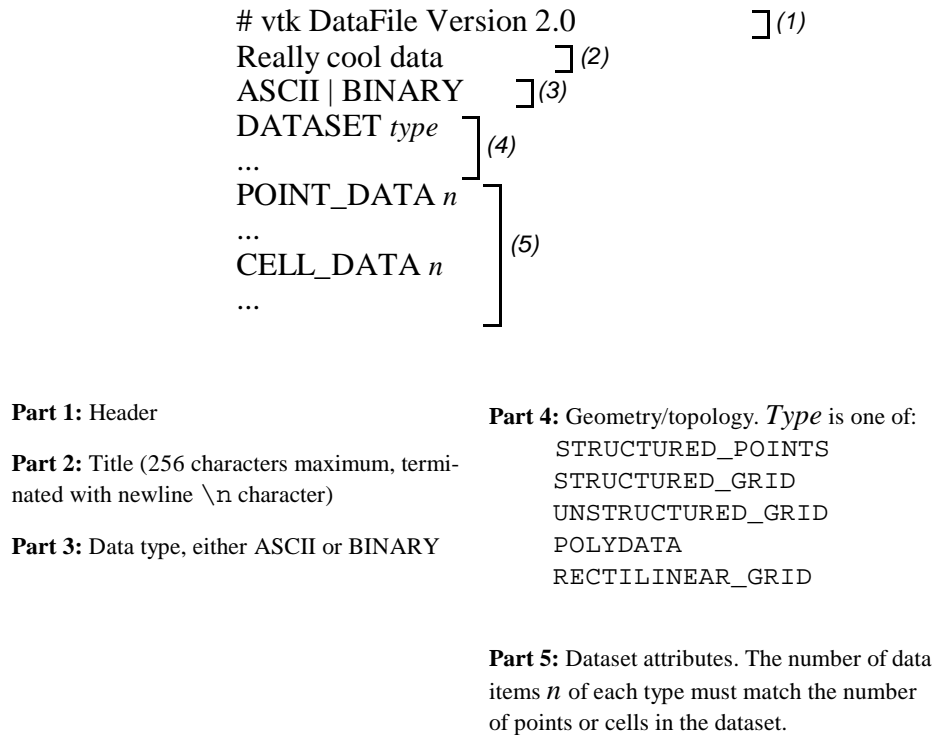 # vtk DataFile Version 2.0 (1)
Really cool data (2)
ASCII | BINARY (3)
DATASET type
(4)
...
POINT_DATA n
...
(5)
CELL_DATA n
...
Part 1: Header
Part 2: Title (256 characters maximum, termi-
nated with newline \n character)
Part 3: Data type, either ASCII or BINARY
Part 4: Geometry/topology. Type is one of:
STRUCTURED_POINTS
STRUCTURED_GRID
UNSTRUCTURED_GRID
POLYDATA
RECTILINEAR_GRID
Part 5: Dataset attributes. The number of data
items n of each type must match the number
of points or cells in the dataset.